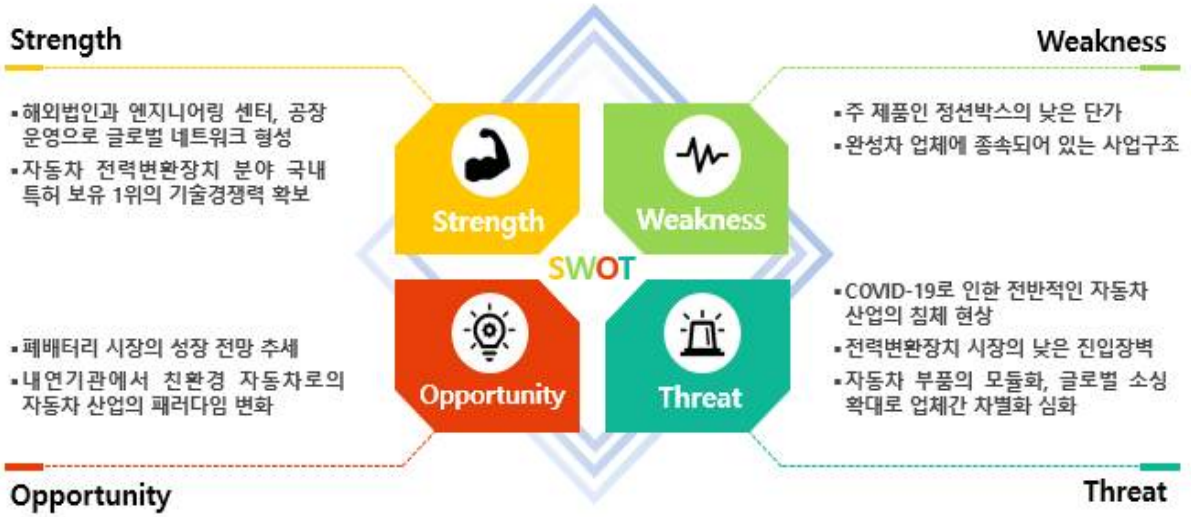 Strength
▪해외법인과 엔지니어링 센터, 공장
운영으로 글로벌 네트워크 형성
▪자동차 전력변환장치 분야 국내
특허 보유 1위의 기술경쟁력 확보
Weakness
▪주 제품인 정션박스의 낮은 단가
▪완성차 업체에 종속되어 있는 사업구조
Strength
Weakness
SWOT
Opportunity
Threat
▪폐배터리 시장의 성장 전망 추세
▪내연기관에서 친환경 자동차로의
자동차 산업의 패러다임 변화
Opportunity
▪COVID-19로 인한 전반적인 자동차
산업의 침체 현상
▪전력변환장치 시장의 낮은 진입장벽
▪자동차 부품의 모듈화, 글로벌 소싱
확대로 업체간 차별화 심화
Threat